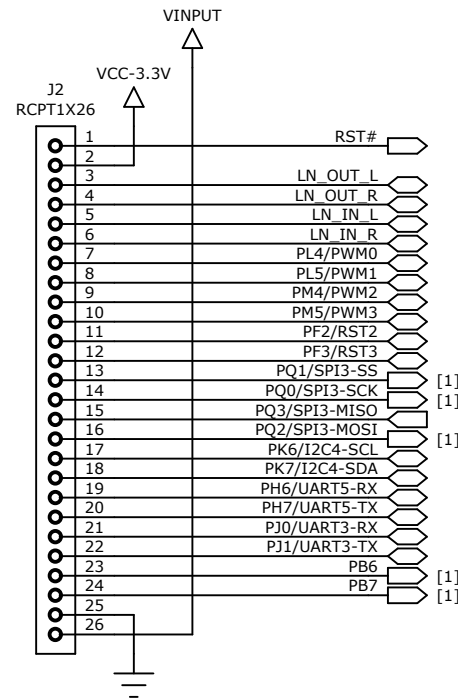 VINPUT
VCC-3.3V
J2
RCPT1X26
1 RST#
2
3 LN_OUT_L
4 LN_OUT_R
5 LN_IN_L
6 LN_IN_R
7 PL4/PWM0
8 PL5/PWM1
9 PM4/PWM2
10 PM5/PWM3
11 PF2/RST2
12 PF3/RST3
13 PQ1/SPI3-SS [1]
14 PQ0/SPI3-SCK [1]
15 PQ3/SPI3-MISO
16 PQ2/SPI3-MOSI [1]
17 PK6/I2C4-SCL
18 PK7/I2C4-SDA
19 PH6/UART5-RX
20 PH7/UART5-TX
21 PJ0/UART3-RX
22 PJ1/UART3-TX
23 PB6 [1]
24 PB7 [1]
25
26